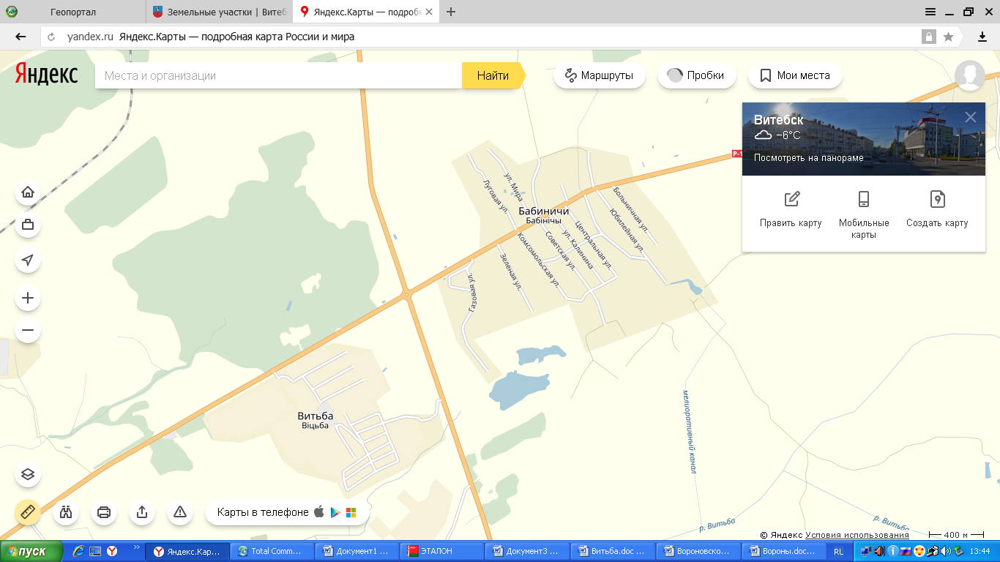 Геопортал
Земельные участки | Витеб
Яндекс.Карты — подробн
yandex.ru Яндекс.Карты — подробная карта России и мира
Яндекс
Места и организации
Найти
Маршруты
Пробки
Мои места
Витебск
−6°C
Посмотреть на панораме
Править карту
Мобильные карты
Создать карту
Р-1
ул. Мира
Луговая ул.
Бабиничи
Бабінічы
Больничная ул.
Юбилейная ул.
Центральная ул.
ул. Калинина
Советская ул.
Комсомольская ул.
Зеленая ул.
Газовая ул.
Витьба
Віцьба
мелиоративный канал
р. Витьба
р. Витьба
Карты в телефоне
© Яндекс Условия использования
400 м
пуск
Яндекс.Кар...
Total Comm...
Документ1 ...
ЭТАЛОН
Документ3 ...
Витьба.doc ...
Вороновско...
Вороны.doc...
RL
13:44